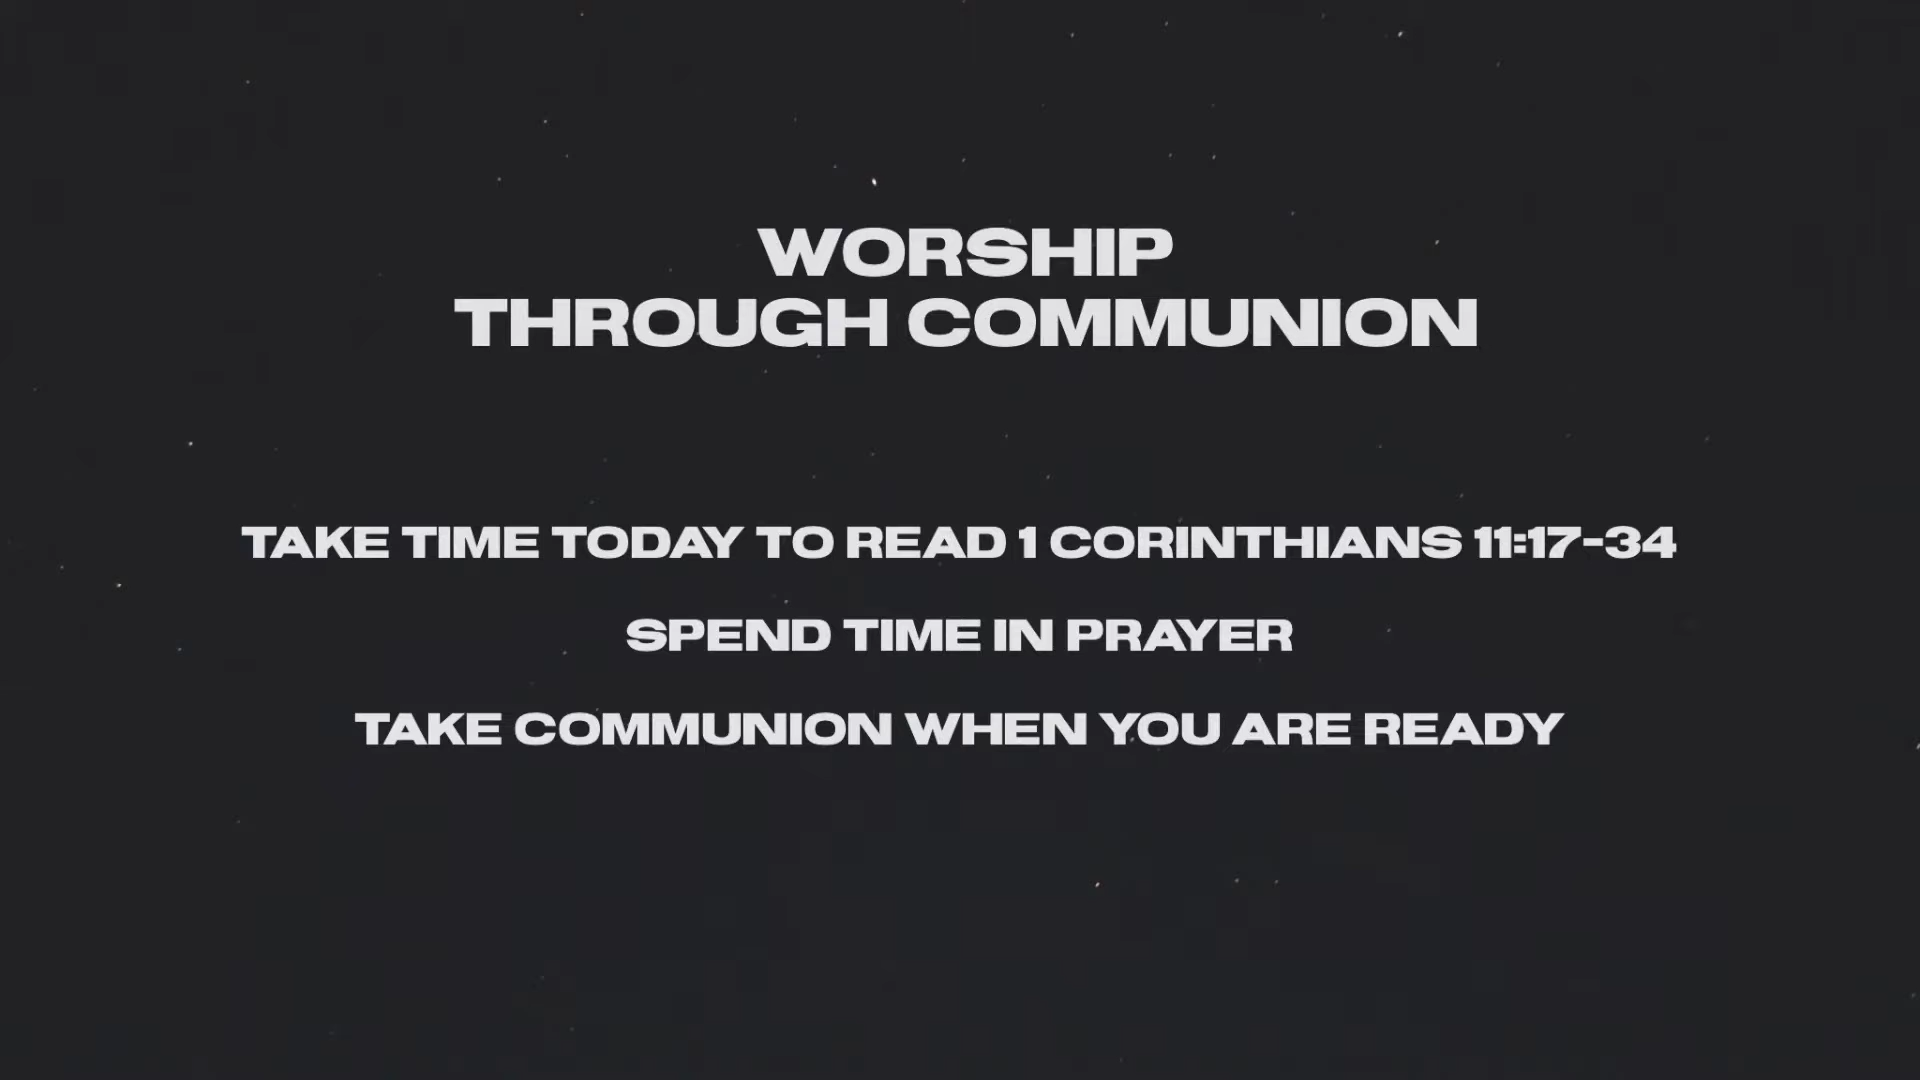 WORSHIP
THROUGH COMMUNION
TAKE TIME TODAY TO READ 1 CORINTHIANS 11:17-34
SPEND TIME IN PRAYER
TAKE COMMUNION WHEN YOU ARE READY